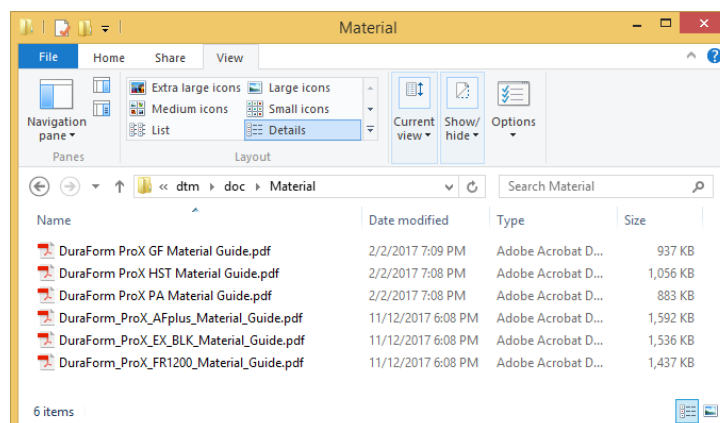 Material
File Home Share View
Navigation pane
Extra large icons Large icons
Medium icons Small icons
List Details
Current view
Show/ hide
Options
Panes Layout
« dtm doc Material Search Material
Name Date modified Type Size
DuraForm ProX GF Material Guide.pdf 2/2/2017 7:09 PM Adobe Acrobat D... 937 KB
DuraForm ProX HST Material Guide.pdf 2/2/2017 7:08 PM Adobe Acrobat D... 1,056 KB
DuraForm ProX PA Material Guide.pdf 2/2/2017 7:08 PM Adobe Acrobat D... 883 KB
DuraForm_ProX_AFplus_Material_Guide.pdf 11/12/2017 6:08 PM Adobe Acrobat D... 1,592 KB
DuraForm_ProX_EX_BLK_Material_Guide.pdf 11/12/2017 6:08 PM Adobe Acrobat D... 1,536 KB
DuraForm_ProX_FR1200_Material_Guide.pdf 11/12/2017 6:08 PM Adobe Acrobat D... 1,437 KB
6 items